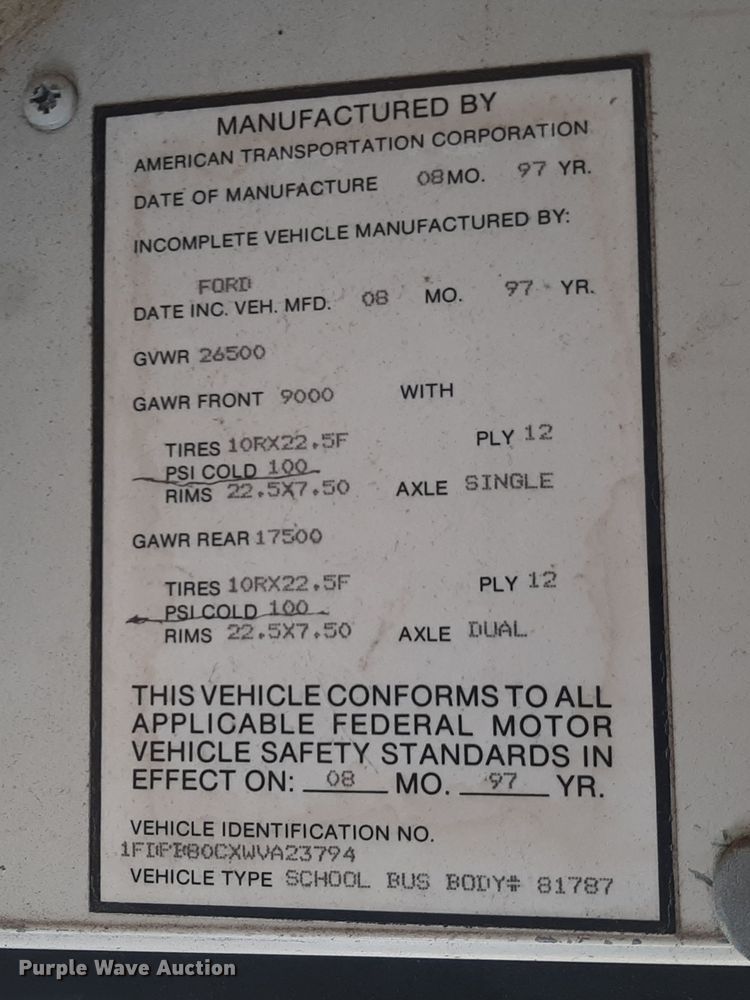 MANUFACTURED BY
AMERICAN TRANSPORTATION CORPORATION
DATE OF MANUFACTURE 08 MO. 97 YR.
INCOMPLETE VEHICLE MANUFACTURED BY:
FORD
DATE INC. VEH. MFD. 08 MO. 97 YR.
GVWR 26500
GAWR FRONT 9000 WITH
TIRES 10RX22.5F PLY 12
PSI COLD 100
RIMS 22.5X7.50 AXLE SINGLE
GAWR REAR 17500
TIRES 10RX22.5F PLY 12
PSI COLD 100
RIMS 22.5X7.50 AXLE DUAL
THIS VEHICLE CONFORMS TO ALL
APPLICABLE FEDERAL MOTOR
VEHICLE SAFETY STANDARDS IN
EFFECT ON: 08 MO. 97 YR.
VEHICLE IDENTIFICATION NO.
1FDPB80CXWVA23794
VEHICLE TYPE SCHOOL BUS BODY# 81787
Purple Wave Auction